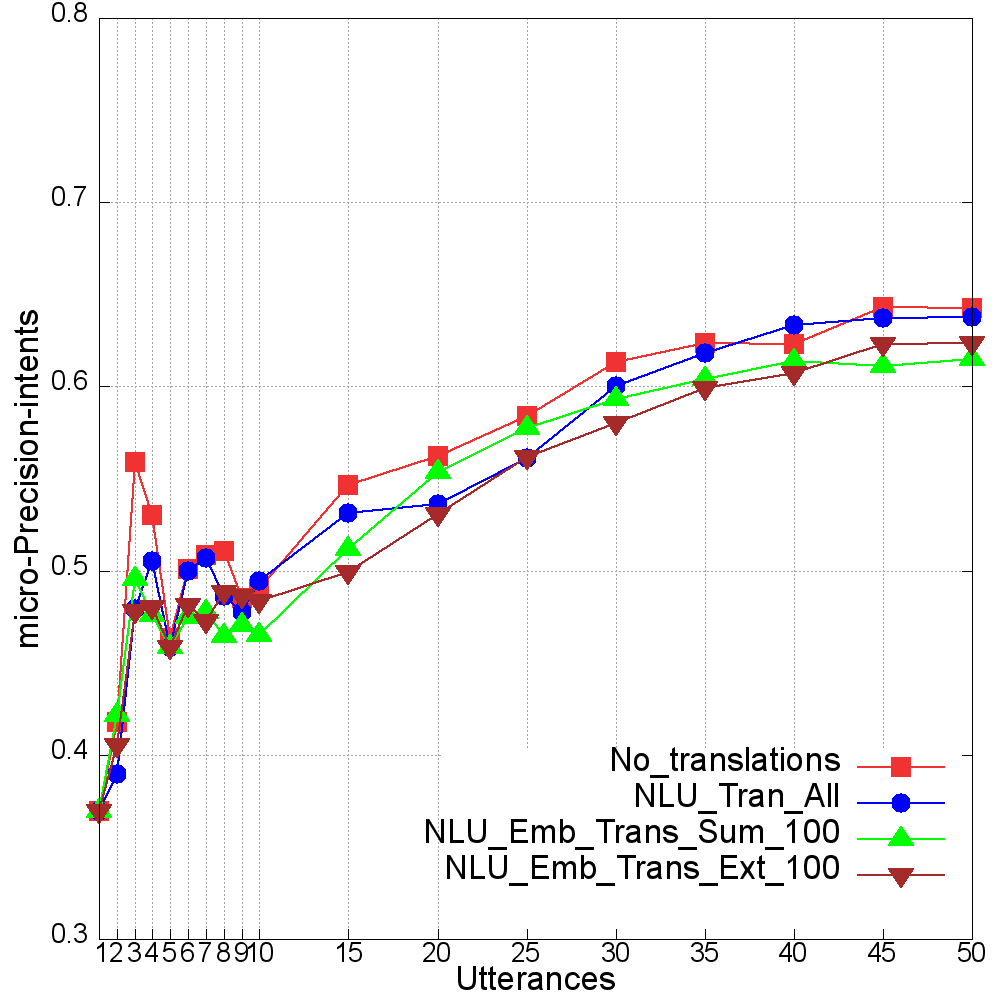 0.8
0.7
0.6
0.5
0.4
0.3
micro-Precision-intents
No_translations
NLU_Tran_All
NLU_Emb_Trans_Sum_100
NLU_Emb_Trans_Ext_100
1 2 3 4 5 6 7 8 9 10 15 20 25 30 35 40 45 50
Utterances